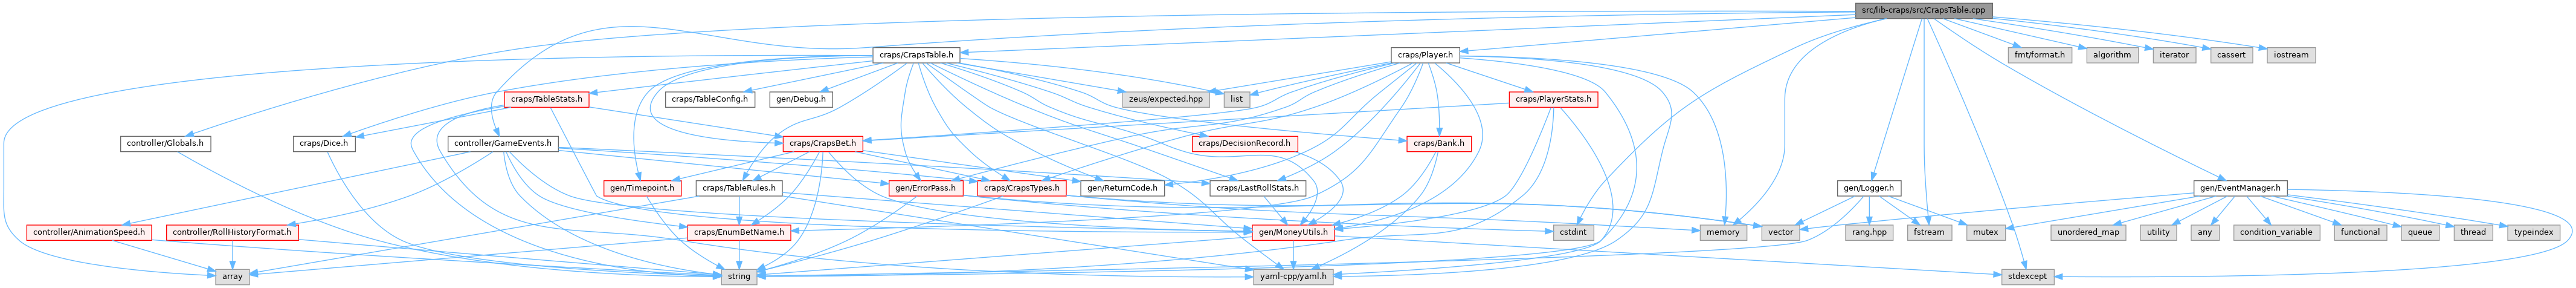 src/lib-craps/src/CrapsTable.cpp
craps/CrapsTable.h
craps/Player.h
fmt/format.h
algorithm
iterator
cassert
iostream
craps/TableStats.h
craps/TableConfig.h
gen/Debug.h
zeus/expected.hpp
list
craps/PlayerStats.h
controller/Globals.h
craps/Dice.h
controller/GameEvents.h
craps/CrapsBet.h
craps/DecisionRecord.h
craps/Bank.h
gen/Timepoint.h
craps/TableRules.h
gen/ErrorPass.h
craps/CrapsTypes.h
gen/ReturnCode.h
craps/LastRollStats.h
gen/Logger.h
gen/EventManager.h
controller/AnimationSpeed.h
controller/RollHistoryFormat.h
craps/EnumBetName.h
gen/MoneyUtils.h
cstdint
memory
vector
rang.hpp
fstream
mutex
unordered_map
utility
any
condition_variable
functional
queue
thread
typeindex
array
string
yaml-cpp/yaml.h
stdexcept